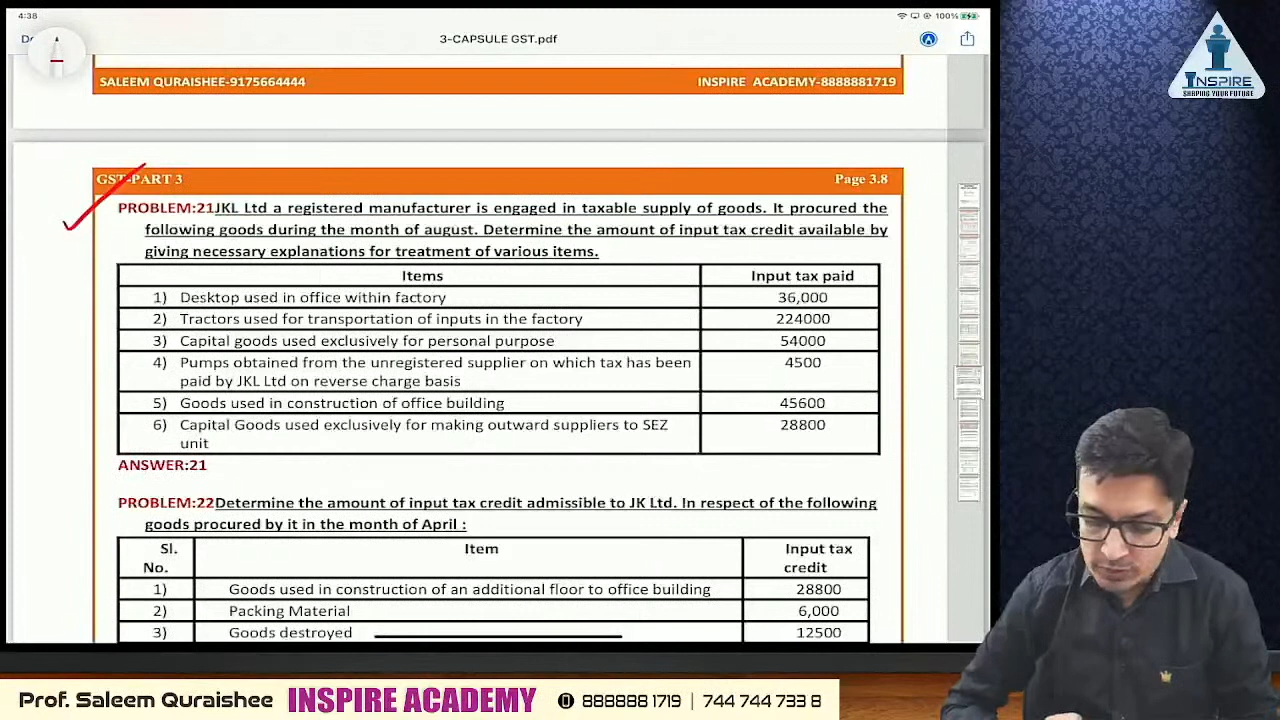 4:38
100%
3-CAPSULE GST.pdf
INSPIRE
SHAPING YOUR FUTURE
SALEEM QURAISHEE-9175664444 INSPIRE ACADEMY-8888881719
GST-PART 3 Page 3.8
PROBLEM:21 JKL Ltd a registered manufacturer is engaged in taxable supply of goods. It procured the
following goods during the month of august. Determine the amount of input tax credit available by
giving necessary explanations for treatment of various items.
Items Input tax paid
1) Desktop used in office within factory 36,000
2) Tractors used for transportation of inputs in the factory 224000
3) Capital goods used exclusively for personal purpose 54000
4) Pumps obtained from the unregistered supplier on which tax has been 4500
paid by JKL Ltd on reverse charge basis
5) Goods used in construction of office building 45600
6) Capital Goods used exclusively for making outward suppliers to SEZ 28800
unit
ANSWER:21
PROBLEM:22 Determine the amount of input tax credit admissible to JK Ltd. In respect of the following
goods procured by it in the month of April :
Sl. Item Input tax
No. credit
1) Goods used in construction of an additional floor to office building 28800
2) Packing Material 6,000
3) Goods destroyed 12500
Prof. Saleem Quraishee INSPIRE ACADEMY 888888 1719 | 744 744 733 8